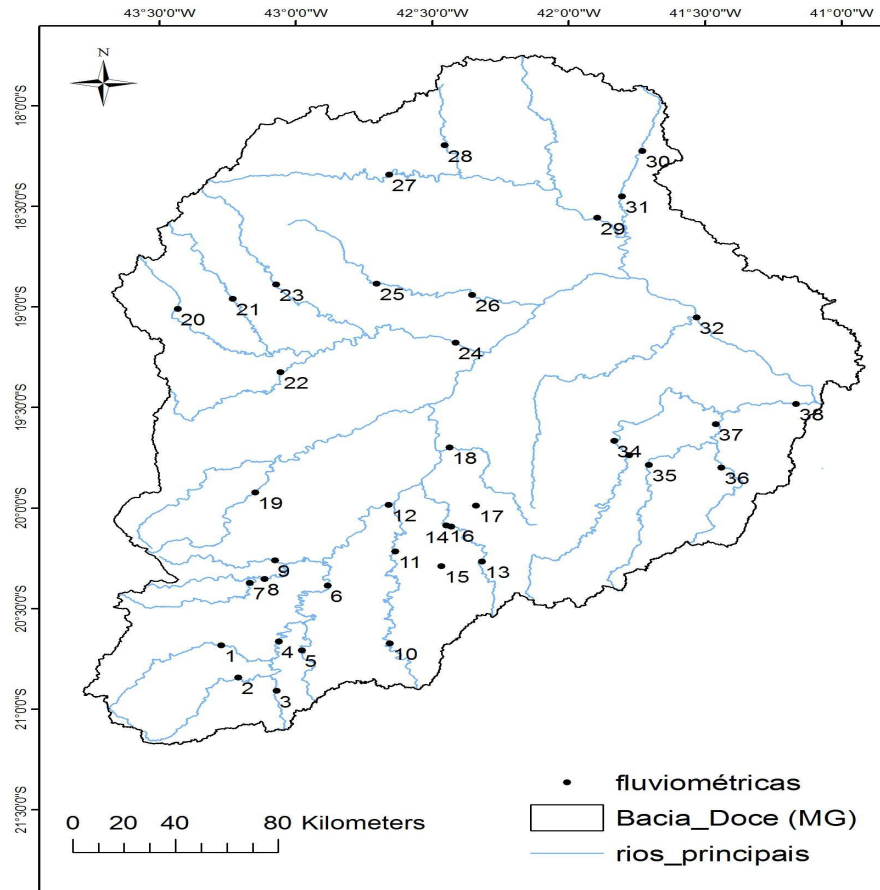 43°30'0"W 43°0'0"W 42°30'0"W 42°0'0"W 41°30'0"W 41°0'0"W
N
18°0'0"S
28
30
27
18°30'0"S
31
29
23
25
21
26
19°0'0"S
20
32
24
22
19°30'0"S
38
37
34
18
35
36
19
20°0'0"S
12
17
14
16
11
9
15
13
8
7
6
20°30'0"S
4
1
5
10
2
3
21°0'0"S
21°30'0"S
fluviométricas
Bacia_Doce (MG)
rios_principais
0 20 40 80 Kilometers